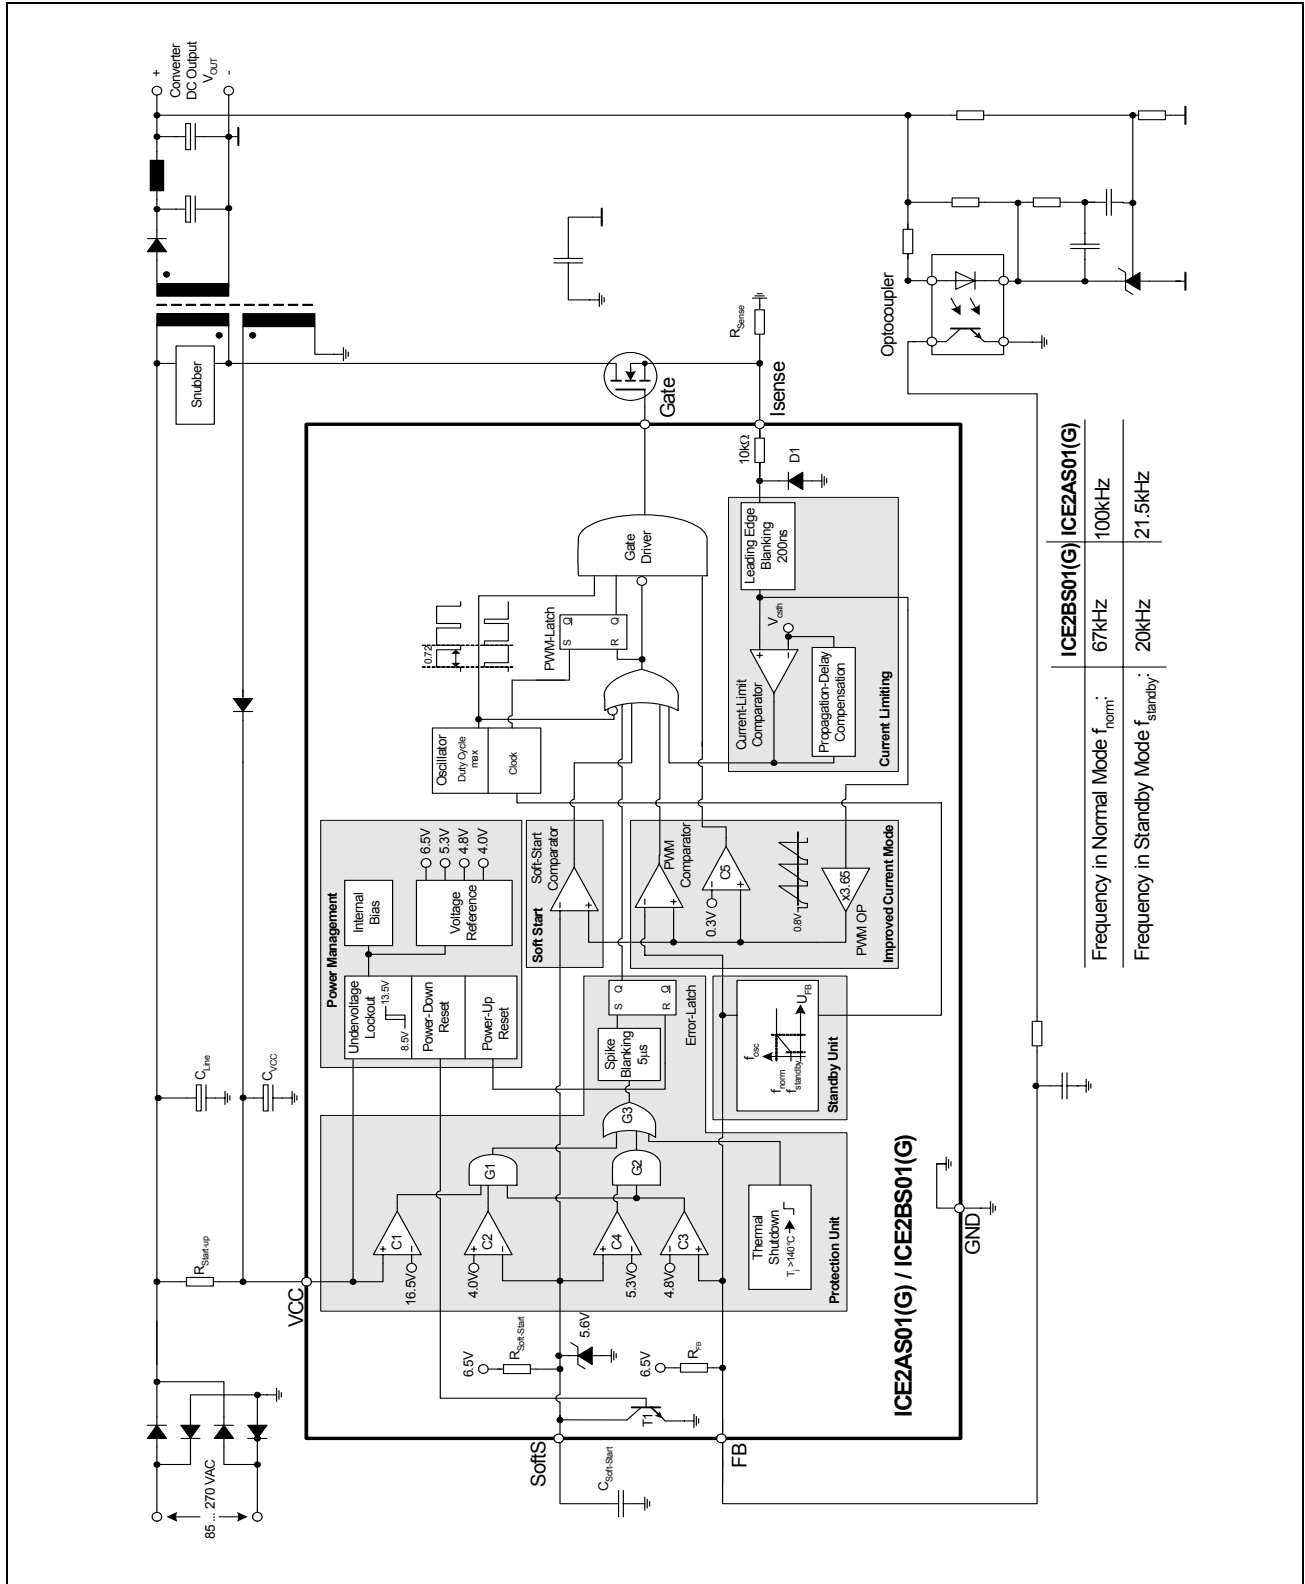 +
Converter
DC Output
V_OUT
-
Snubber
85 ... 270 VAC
R_Start-up
C_Line
C_VCC
VCC
Power Management
Undervoltage
Lockout
13.5V
8.5V
Power-Down
Reset
Power-Up
Reset
Internal
Bias
Voltage
Reference
6.5V
5.3V
4.8V
4.0V
Oscillator
Duty Cycle
max
Clock
0.72
PWM-Latch
S
Q
R
Q
Gate
Driver
Gate
16.5V
C1
+
-
4.0V
C2
+
-
5.3V
C4
+
-
4.8V
C3
-
+
G1
G2
G3
Spike
Blanking
5µs
S
Q
R
Q
Error-Latch
Thermal
Shutdown
T_j >140°C
Protection Unit
Soft-Start
Comparator
-
+
Soft Start
PWM
Comparator
-
+
0.3V
C5
-
+
0.8V
x3.65
PWM OP
Improved Current Mode
f_osc
f_norm
f_standby
U_FB
Standby Unit
Current-Limit
Comparator
+
-
V_csth
Leading Edge
Blanking
200ns
Propagation-Delay
Compensation
Current Limiting
10kΩ
D1
Isense
R_Sense
6.5V
R_Soft-Start
5.6V
6.5V
R_FB
T1
SoftS
C_Soft-Start
FB
GND
ICE2AS01(G) / ICE2BS01(G)
Optocoupler
ICE2BS01(G) ICE2AS01(G)
Frequency in Normal Mode f_norm: 67kHz 100kHz
Frequency in Standby Mode f_standby: 20kHz 21.5kHz